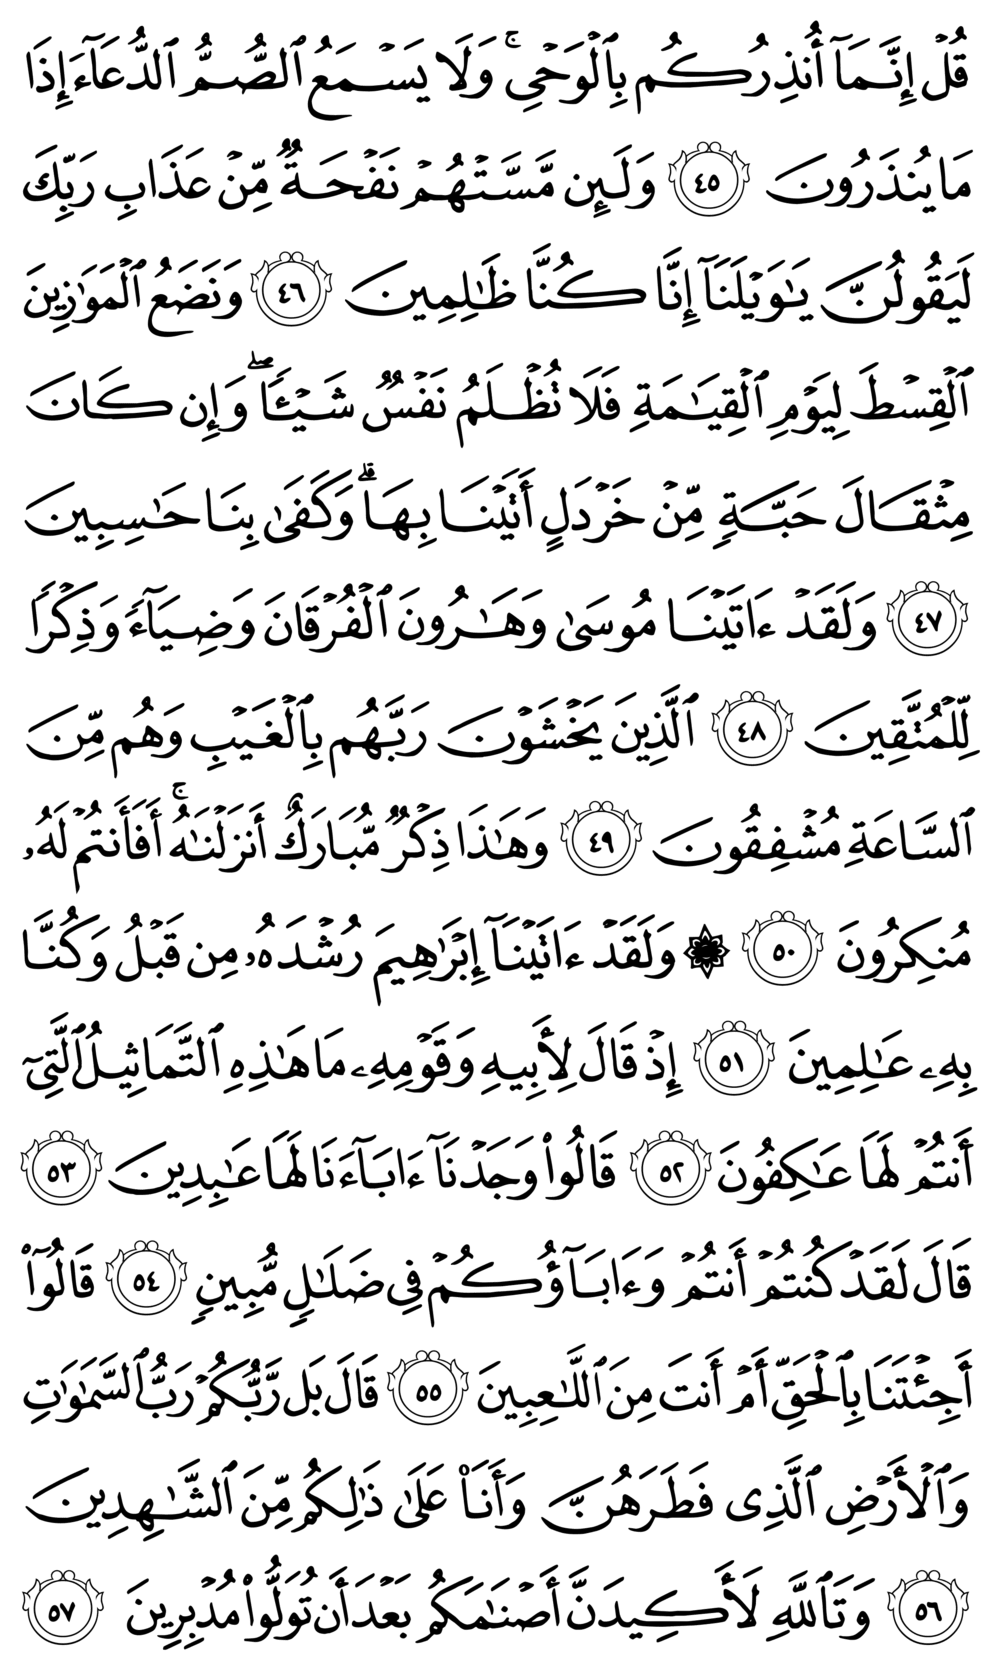 قُلْ إِنَّمَآ أُنذِرُكُم بِٱلْوَحْىِ ۚ وَلَا يَسْمَعُ ٱلصُّمُّ ٱلدُّعَآءَ إِذَا
مَا يُنذَرُونَ ٤٥ وَلَئِن مَّسَّتْهُمْ نَفْحَةٌ مِّنْ عَذَابِ رَبِّكَ
لَيَقُولُنَّ يَٰوَيْلَنَآ إِنَّا كُنَّا ظَٰلِمِينَ ٤٦ وَنَضَعُ ٱلْمَوَٰزِينَ
ٱلْقِسْطَ لِيَوْمِ ٱلْقِيَٰمَةِ فَلَا تُظْلَمُ نَفْسٌ شَيْـًٔا ۖ وَإِن كَانَ
مِثْقَالَ حَبَّةٍ مِّنْ خَرْدَلٍ أَتَيْنَا بِهَا ۗ وَكَفَىٰ بِنَا حَٰسِبِينَ
٤٧ وَلَقَدْ ءَاتَيْنَا مُوسَىٰ وَهَٰرُونَ ٱلْفُرْقَانَ وَضِيَآءً وَذِكْرًا
لِّلْمُتَّقِينَ ٤٨ ٱلَّذِينَ يَخْشَوْنَ رَبَّهُم بِٱلْغَيْبِ وَهُم مِّنَ
ٱلسَّاعَةِ مُشْفِقُونَ ٤٩ وَهَٰذَا ذِكْرٌ مُّبَارَكٌ أَنزَلْنَٰهُ ۚ أَفَأَنتُمْ لَهُۥ
مُنكِرُونَ ٥٠ ۞ وَلَقَدْ ءَاتَيْنَآ إِبْرَٰهِيمَ رُشْدَهُۥ مِن قَبْلُ وَكُنَّا
بِهِۦ عَٰلِمِينَ ٥١ إِذْ قَالَ لِأَبِيهِ وَقَوْمِهِۦ مَا هَٰذِهِ ٱلتَّمَاثِيلُ ٱلَّتِىٓ
أَنتُمْ لَهَا عَٰكِفُونَ ٥٢ قَالُوا۟ وَجَدْنَآ ءَابَآءَنَا لَهَا عَٰبِدِينَ ٥٣
قَالَ لَقَدْ كُنتُمْ أَنتُمْ وَءَابَآؤُكُمْ فِى ضَلَٰلٍ مُّبِينٍ ٥٤ قَالُوٓا۟
أَجِئْتَنَا بِٱلْحَقِّ أَمْ أَنتَ مِنَ ٱللَّٰعِبِينَ ٥٥ قَالَ بَل رَّبُّكُمْ رَبُّ ٱلسَّمَٰوَٰتِ
وَٱلْأَرْضِ ٱلَّذِى فَطَرَهُنَّ وَأَنَا۠ عَلَىٰ ذَٰلِكُم مِّنَ ٱلشَّٰهِدِينَ
٥٦ وَتَٱللَّهِ لَأَكِيدَنَّ أَصْنَٰمَكُم بَعْدَ أَن تُوَلُّوا۟ مُدْبِرِينَ ٥٧